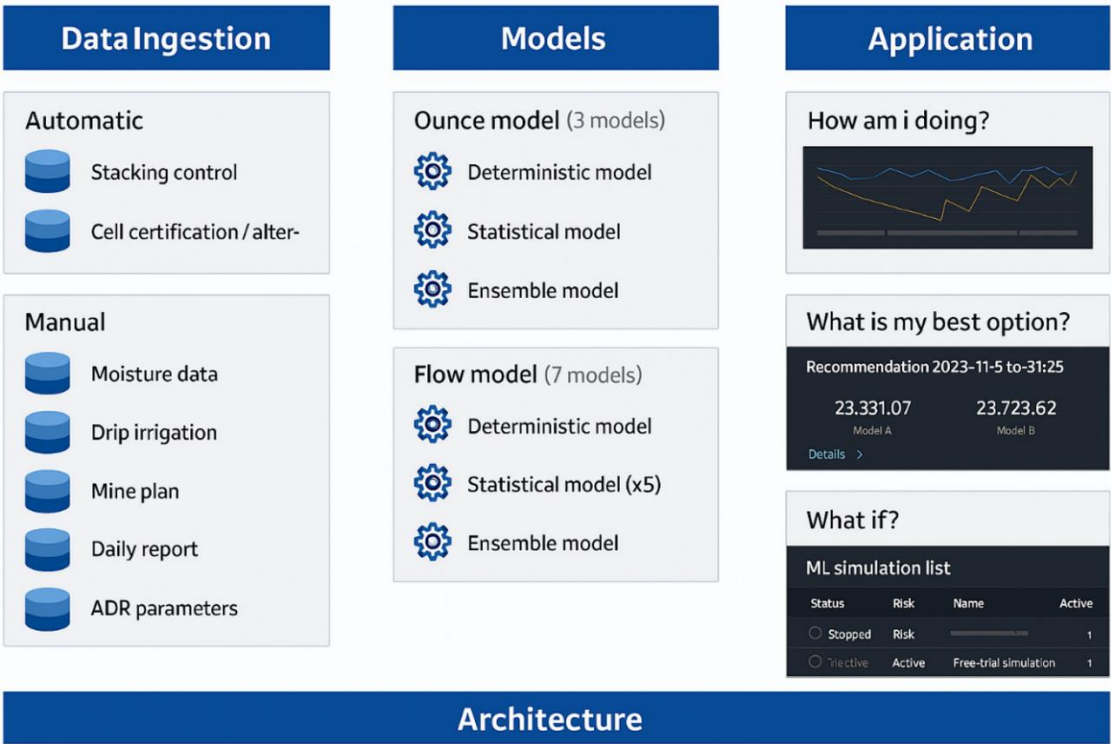 Data Ingestion
Automatic
Stacking control
Cell certification / alter-
Manual
Moisture data
Drip irrigation
Mine plan
Daily report
ADR parameters
Models
Ounce model (3 models)
Deterministic model
Statistical model
Ensemble model
Flow model (7 models)
Deterministic model
Statistical model (x5)
Ensemble model
Application
How am i doing?
What is my best option?
Recommendation 2023-11-5 to-31:25
23.331.07 23.723.62
Model A Model B
Details >
What if?
ML simulation list
Status Risk Name Active
Stopped Risk 1
Active Free-trial simulation 1
Architecture